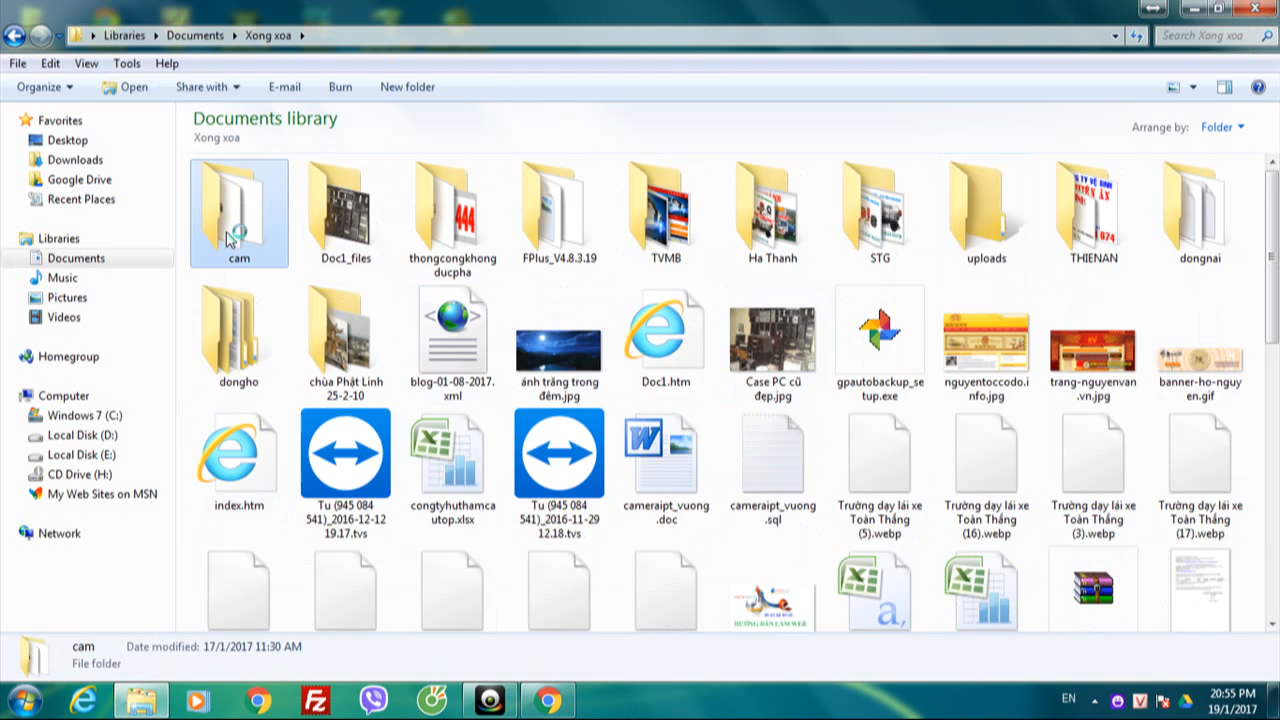 Libraries
Documents
Xong xoa
Search Xong xoa
File Edit View Tools Help
Organize Open Share with E-mail Burn New folder
Favorites
Desktop
Downloads
Google Drive
Recent Places
Libraries
Documents
Music
Pictures
Videos
Homegroup
Computer
Windows 7 (C:)
Local Disk (D:)
Local Disk (E:)
CD Drive (H:)
My Web Sites on MSN
Network
Documents library
Xong xoa
Arrange by: Folder
444
cam
Doc1_files
thongcongkhong
ducpha
FPlus_V4.8.3.19
TVMB
Ha Thanh
STG
uploads
THIENAN
dongnai
dongho
chùa Phật Linh
25-2-10
blog-01-08-2017.
xml
ánh trăng trong
đêm.jpg
Doc1.htm
Case PC cũ
đẹp.jpg
gpautobackup_se
tup.exe
nguyentoccodo.i
nfo.jpg
trang-nguyenvan
.vn.jpg
banner-ho-nguy
en.gif
index.htm
Tu (945 084
541)_2016-12-12
19.17.tvs
congtyhuthamca
utop.xlsx
Tu (945 084
541)_2016-11-29
12.18.tvs
cameraipt_vuong
.doc
cameraipt_vuong
.sql
Trường dạy lái xe
Toàn Thắng
(5).webp
Trường dạy lái xe
Toàn Thắng
(16).webp
Trường dạy lái xe
Toàn Thắng
(3).webp
Trường dạy lái xe
Toàn Thắng
(17).webp
HƯỚNG DẪN LÀM WEB
a,
cam
Date modified: 17/1/2017 11:30 AM
File folder
EN
20:55 PM
19/1/2017